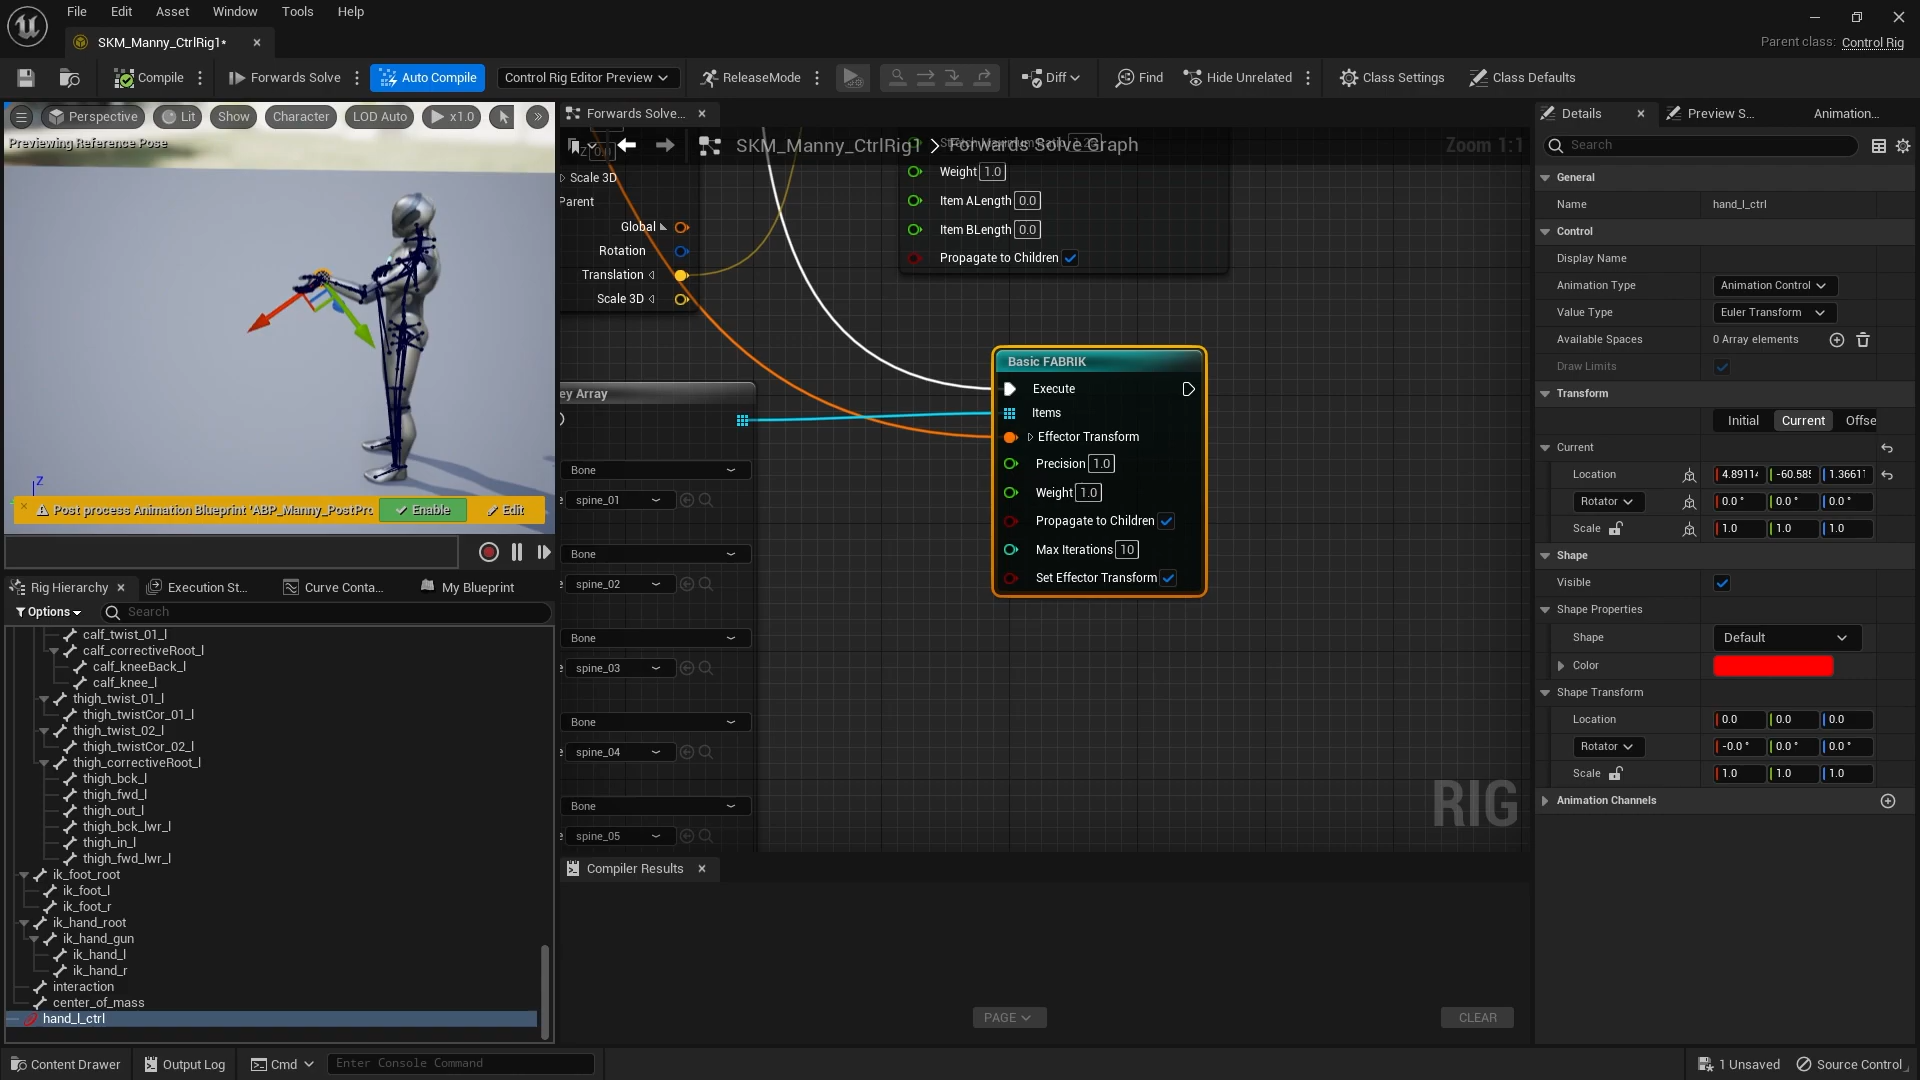 File Edit Asset Window Tools Help
SKM_Manny_CtrlRig1*
Parent class: Control Rig
Compile Forwards Solve Auto Compile Control Rig Editor Preview ReleaseMode Diff Find Hide Unrelated Class Settings Class Defaults
Perspective Lit Show Character LOD Auto x1.0
Previewing Reference Pose
Z
Post process Animation Blueprint 'ABP_Manny_PostPro Enable Edit
Rig Hierarchy Execution St... Curve Conta... My Blueprint
Options Search
calf_twist_01_l
calf_correctiveRoot_l
calf_kneeBack_l
calf_knee_l
thigh_twist_01_l
thigh_twistCor_01_l
thigh_twist_02_l
thigh_twistCor_02_l
thigh_correctiveRoot_l
thigh_bck_l
thigh_fwd_l
thigh_out_l
thigh_bck_lwr_l
thigh_in_l
thigh_fwd_lwr_l
ik_foot_root
ik_foot_l
ik_foot_r
ik_hand_root
ik_hand_gun
ik_hand_l
ik_hand_r
interaction
center_of_mass
hand_l_ctrl
Forwards Solve...
SKM_Manny_CtrlRig1 > Forwards Solve Graph
Zoom 1:1
Z 0.0
Scale 3D
Parent
Global
Rotation
Translation
Scale 3D
Weight 1.0
Item ALength 0.0
Item BLength 0.0
Propagate to Children
ey Array
Bone
spine_01
Bone
spine_02
Bone
spine_03
Bone
spine_04
Bone
spine_05
Basic FABRIK
Execute
Items
Effector Transform
Precision 1.0
Weight 1.0
Propagate to Children
Max Iterations 10
Set Effector Transform
RIG
Compiler Results
PAGE CLEAR
Details Preview S... Animation...
Search
General
Name hand_l_ctrl
Control
Display Name
Animation Type Animation Control
Value Type Euler Transform
Available Spaces 0 Array elements
Draw Limits
Transform
Initial Current Offse
Current
Location 4.8911 -60.585 1.3661
Rotator 0.0 ° 0.0 ° 0.0 °
Scale 1.0 1.0 1.0
Shape
Visible
Shape Properties
Shape Default
Color
Shape Transform
Location 0.0 0.0 0.0
Rotator -0.0 ° 0.0 ° 0.0 °
Scale 1.0 1.0 1.0
Animation Channels
Content Drawer Output Log Cmd Enter Console Command 1 Unsaved Source Control